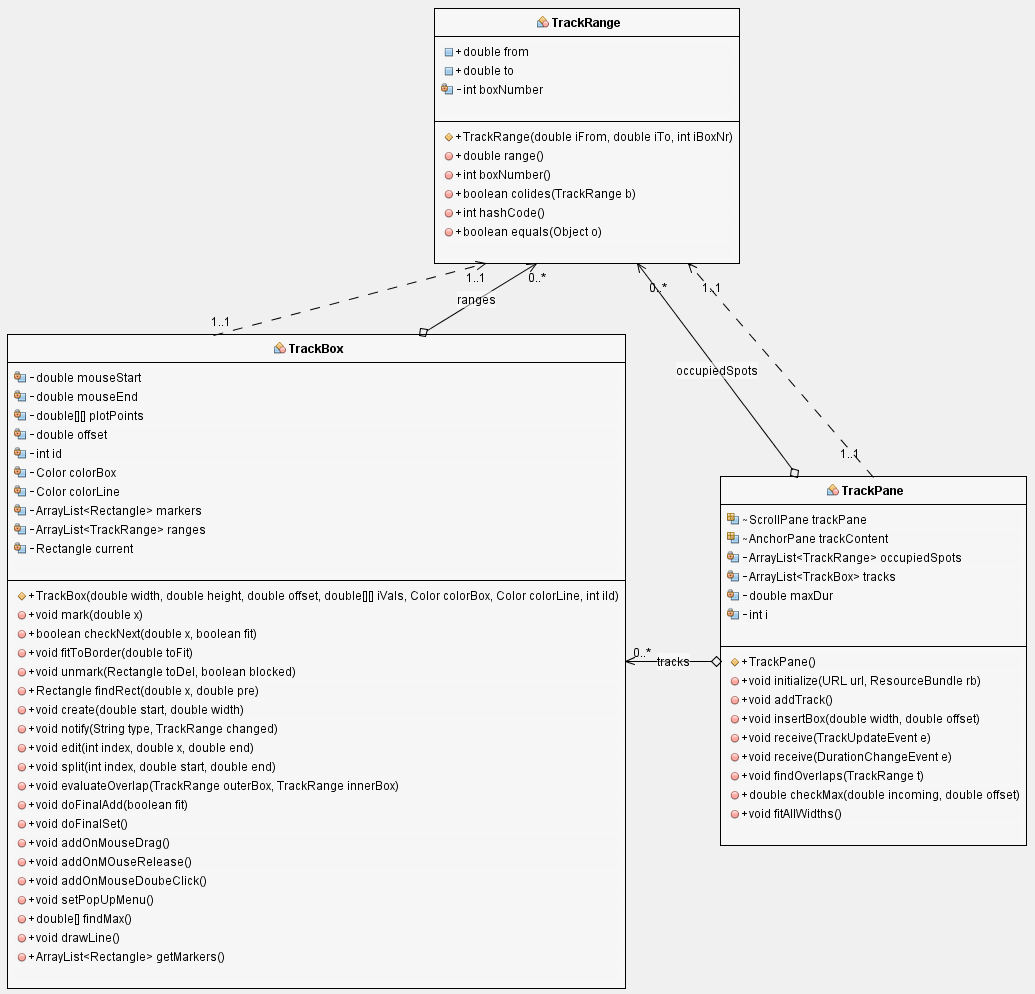 TrackRange
+double from
+double to
-int boxNumber
+TrackRange(double iFrom, double iTo, int iBoxNr)
+double range()
+int boxNumber()
+boolean colides(TrackRange b)
+int hashCode()
+boolean equals(Object o)
1..1
0..*
0..*
1..1
ranges
1..1
occupiedSpots
1..1
TrackBox
-double mouseStart
-double mouseEnd
-double[][] plotPoints
-double offset
-int id
-Color colorBox
-Color colorLine
-ArrayList<Rectangle> markers
-ArrayList<TrackRange> ranges
-Rectangle current
+TrackBox(double width, double height, double offset, double[][] iVals, Color colorBox, Color colorLine, int iId)
+void mark(double x)
+boolean checkNext(double x, boolean fit)
+void fitToBorder(double toFit)
+void unmark(Rectangle toDel, boolean blocked)
+Rectangle findRect(double x, double pre)
+void create(double start, double width)
+void notify(String type, TrackRange changed)
+void edit(int index, double x, double end)
+void split(int index, double start, double end)
+void evaluateOverlap(TrackRange outerBox, TrackRange innerBox)
+void doFinalAdd(boolean fit)
+void doFinalSet()
+void addOnMouseDrag()
+void addOnMOuseRelease()
+void addOnMouseDoubeClick()
+void setPopUpMenu()
+double[] findMax()
+void drawLine()
+ArrayList<Rectangle> getMarkers()
0..*
tracks
TrackPane
~ScrollPane trackPane
~AnchorPane trackContent
-ArrayList<TrackRange> occupiedSpots
-ArrayList<TrackBox> tracks
-double maxDur
-int i
+TrackPane()
+void initialize(URL url, ResourceBundle rb)
+void addTrack()
+void insertBox(double width, double offset)
+void receive(TrackUpdateEvent e)
+void receive(DurationChangeEvent e)
+void findOverlaps(TrackRange t)
+double checkMax(double incoming, double offset)
+void fitAllWidths()